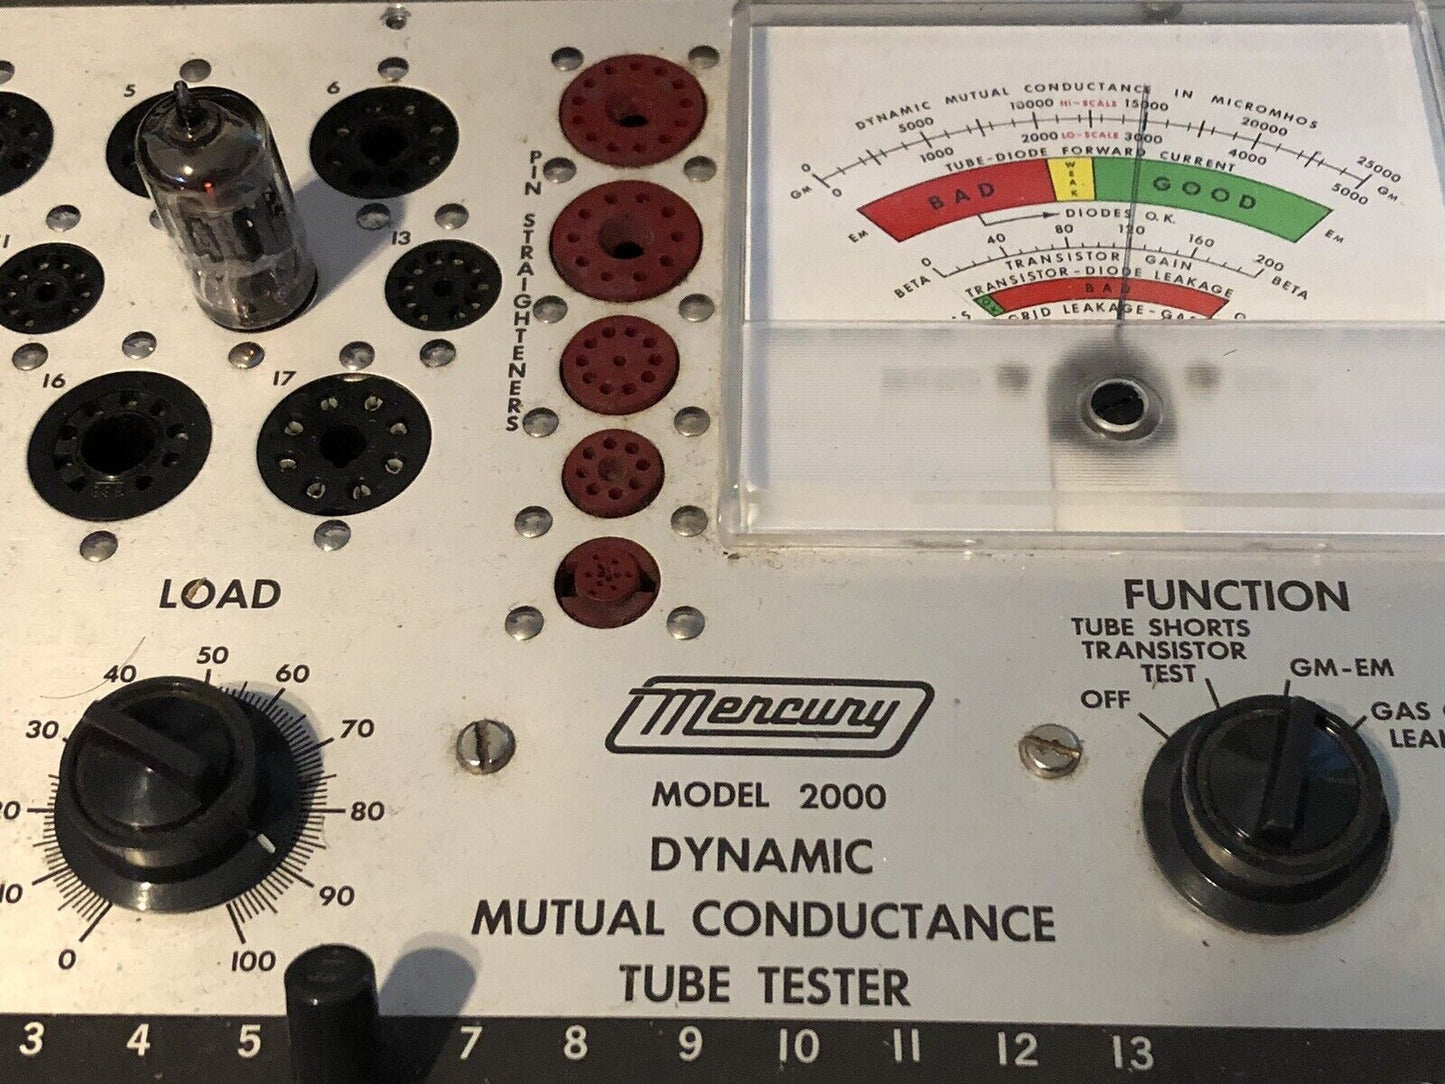 5
6
11
13
16
17
PIN STRAIGHTENERS
DYNAMIC MUTUAL CONDUCTANCE IN MICROMHOS
0 5000 10000 HI-SCALE 15000 20000 25000
GM GM
0 1000 2000 LO-SCALE 3000 4000 5000
TUBE-DIODE FORWARD CURRENT
BAD WEAK GOOD
EM EM
DIODES O.K.
0 40 80 120 160 200
BETA BETA
TRANSISTOR GAIN
TRANSISTOR-DIODE LEAKAGE
BAD
LOAD
0 10 20 30 40 50 60 70 80 90 100
FUNCTION
OFF
TUBE SHORTS
TRANSISTOR
TEST
GM-EM
GAS
Mercury
MODEL 2000
DYNAMIC
MUTUAL CONDUCTANCE
TUBE TESTER
3 4 5 7 8 9 10 11 12 13